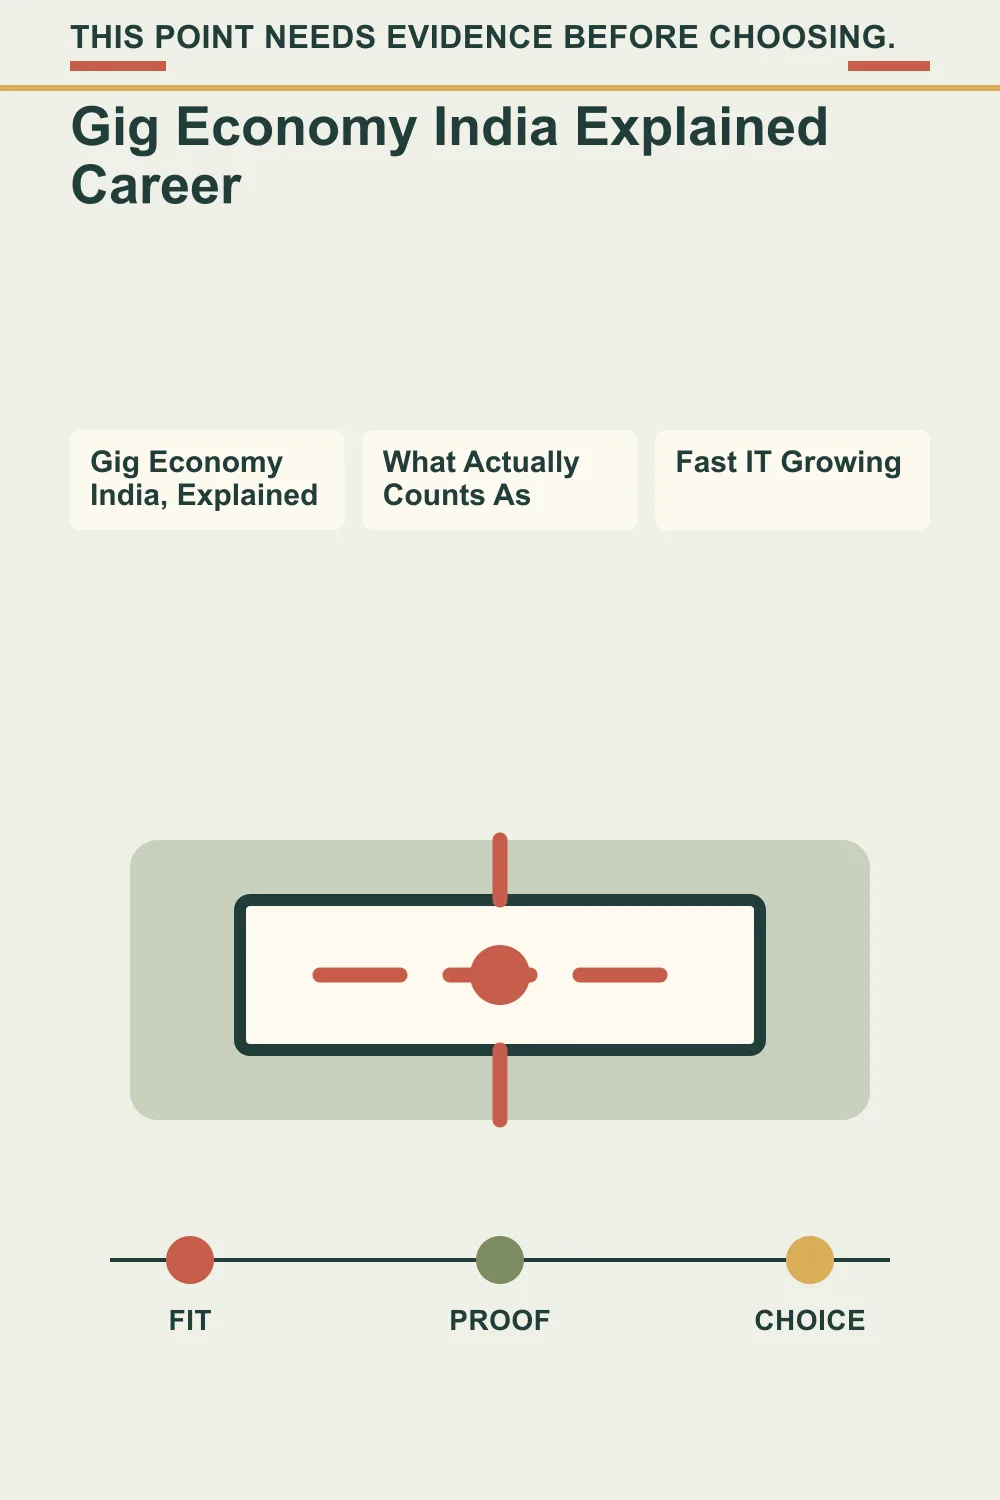 THIS POINT NEEDS EVIDENCE BEFORE CHOOSING.
Gig Economy India Explained
Career
Gig Economy
India, Explained
What Actually
Counts As
Fast IT Growing
FIT
PROOF
CHOICE